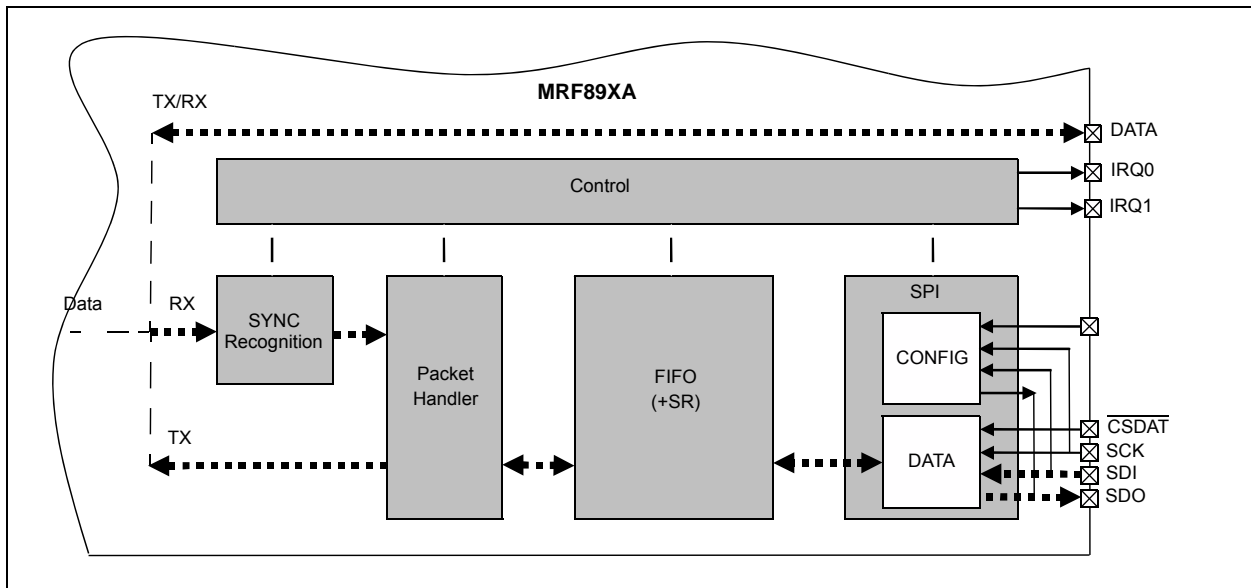 MRF89XA
TX/RX
DATA
IRQ0
Control
IRQ1
SPI
Data
RX
SYNC
Recognition
CONFIG
Packet
Handler
FIFO
(+SR)
CSDAT
TX
SCK
DATA
SDI
SDO